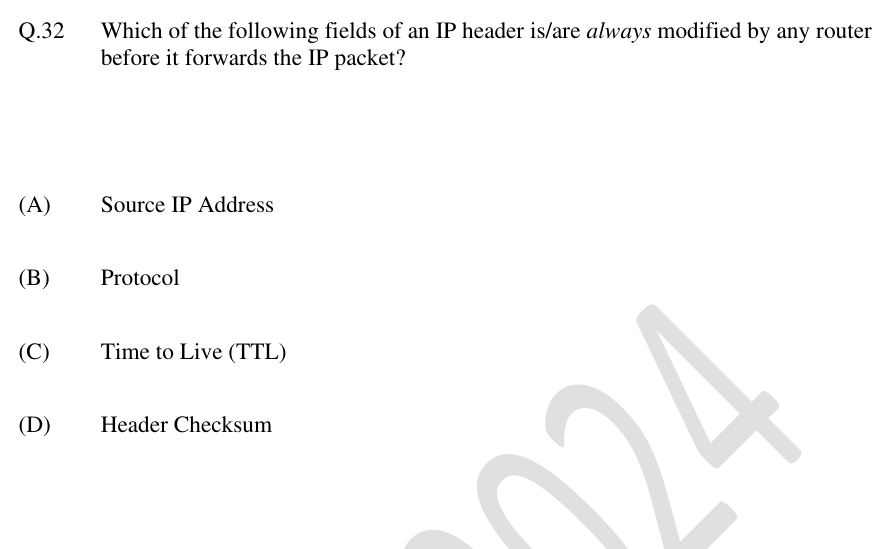 Q.32 Which of the following fields of an IP header is/are always modified by any router
before it forwards the IP packet?
(A) Source IP Address
(B) Protocol
(C) Time to Live (TTL)
(D) Header Checksum
2024